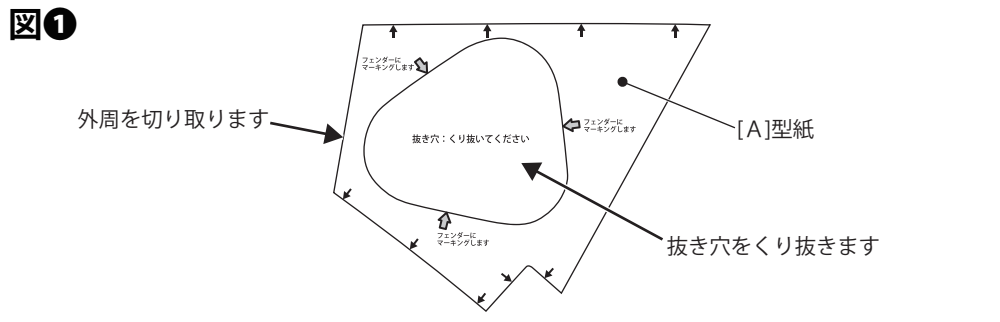 図❶
フェンダーに
マーキングします
外周を切り取ります
抜き穴：くり抜いてください
フェンダーに
マーキングします
[A]型紙
フェンダーに
マーキングします
抜き穴をくり抜きます